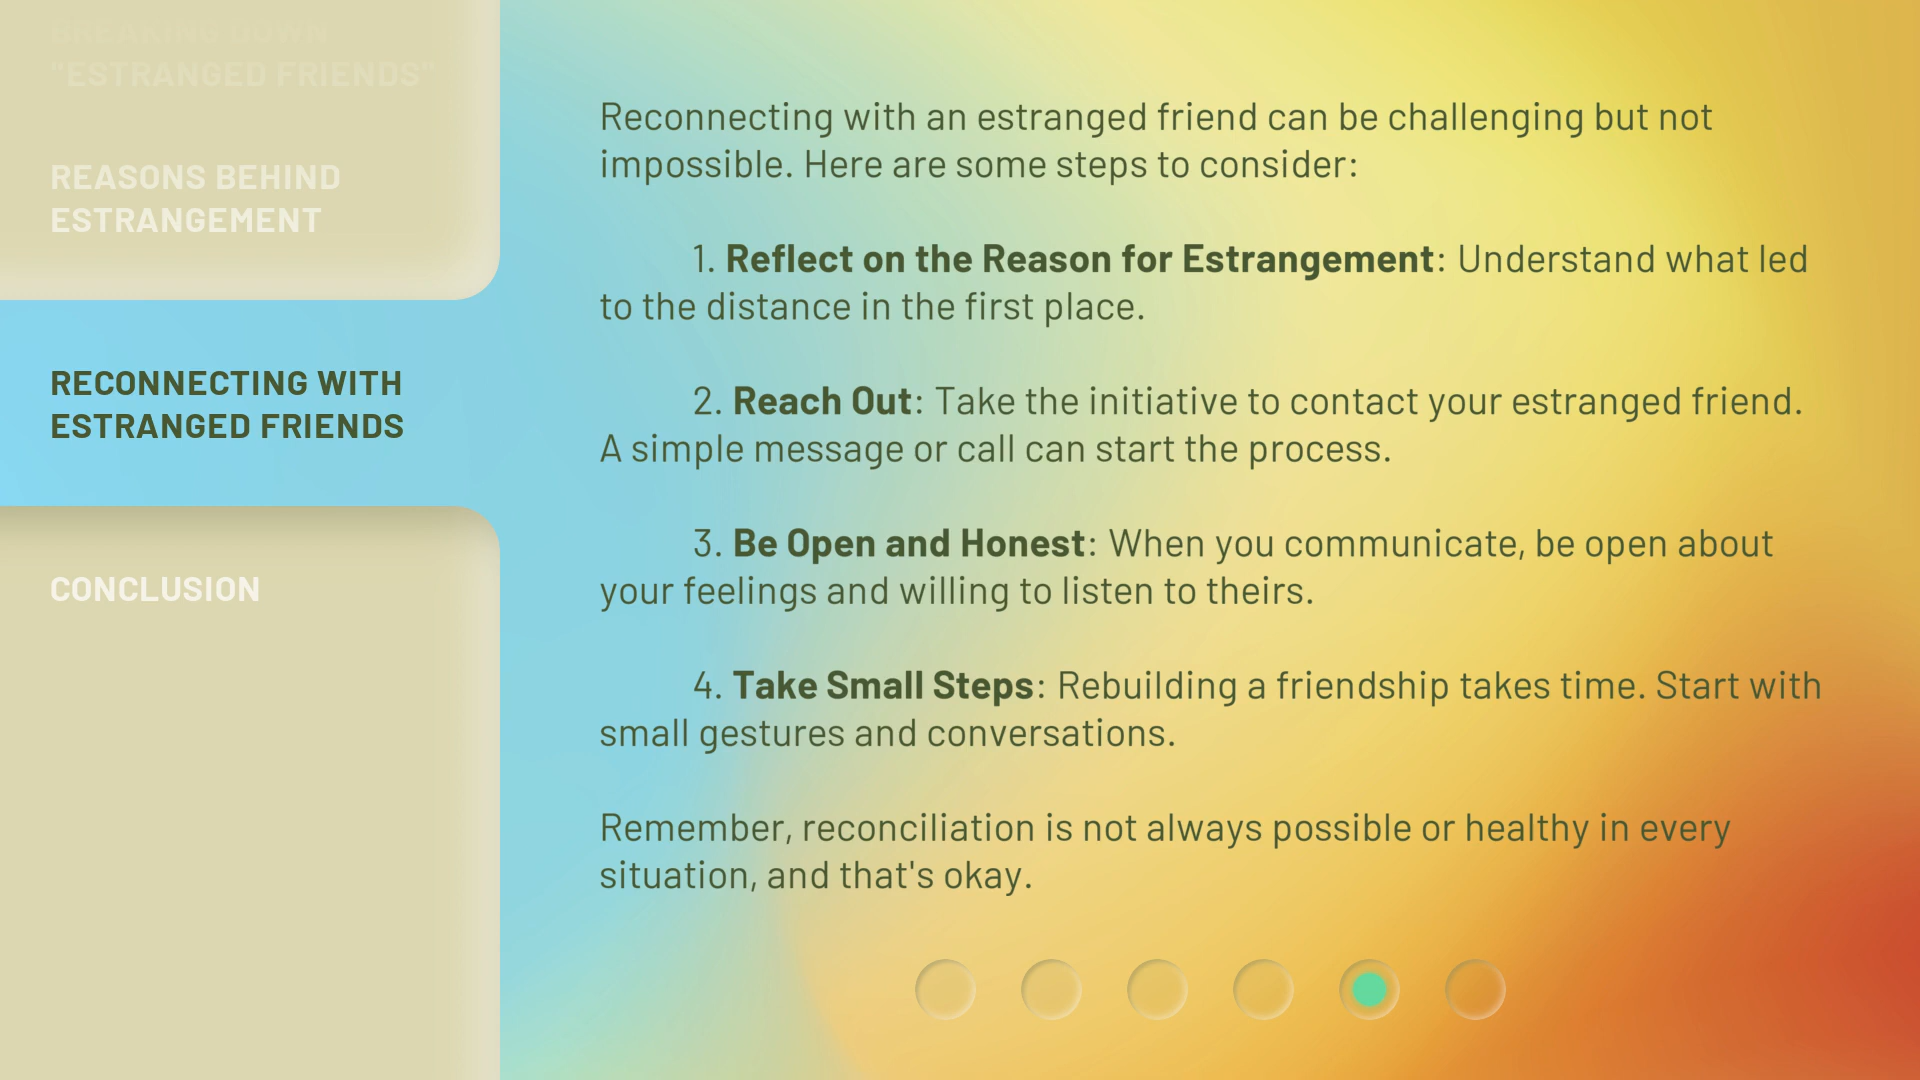 BREAKING DOWN
"ESTRANGED FRIENDS"
REASONS BEHIND
ESTRANGEMENT
RECONNECTING WITH
ESTRANGED FRIENDS
CONCLUSION
Reconnecting with an estranged friend can be challenging but not
impossible. Here are some steps to consider:
1. Reflect on the Reason for Estrangement: Understand what led
to the distance in the first place.
2. Reach Out: Take the initiative to contact your estranged friend.
A simple message or call can start the process.
3. Be Open and Honest: When you communicate, be open about
your feelings and willing to listen to theirs.
4. Take Small Steps: Rebuilding a friendship takes time. Start with
small gestures and conversations.
Remember, reconciliation is not always possible or healthy in every
situation, and that's okay.